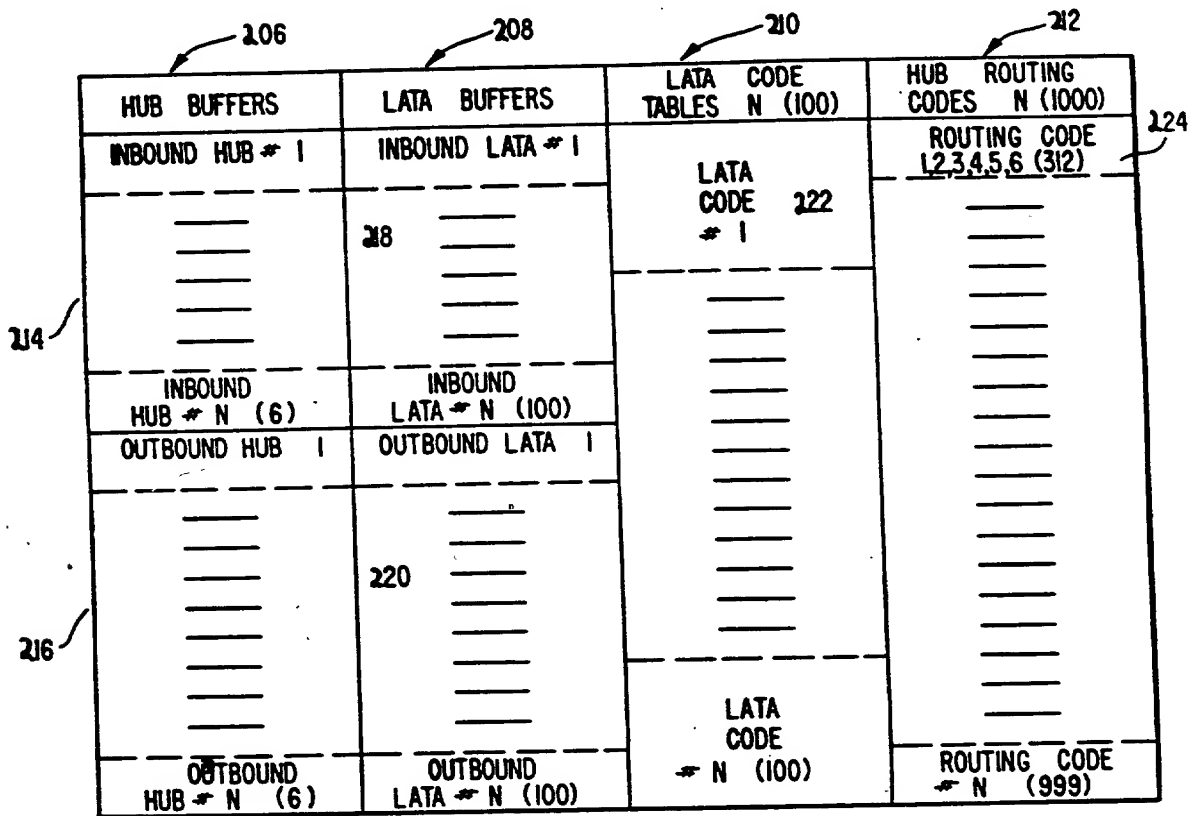 206
208
210
212
HUB BUFFERS
LATA BUFFERS
LATA CODE
TABLES N (100)
HUB ROUTING
CODES N (1000)
INBOUND HUB # 1
INBOUND LATA # 1
LATA
CODE
# 1
222
ROUTING CODE
1,2,3,4,5,6 (312)
224
218
214
INBOUND
HUB # N (6)
INBOUND
LATA # N (100)
OUTBOUND HUB 1
OUTBOUND LATA 1
220
216
OUTBOUND
HUB # N (6)
OUTBOUND
LATA # N (100)
LATA
CODE
# N (100)
ROUTING CODE
# N (999)